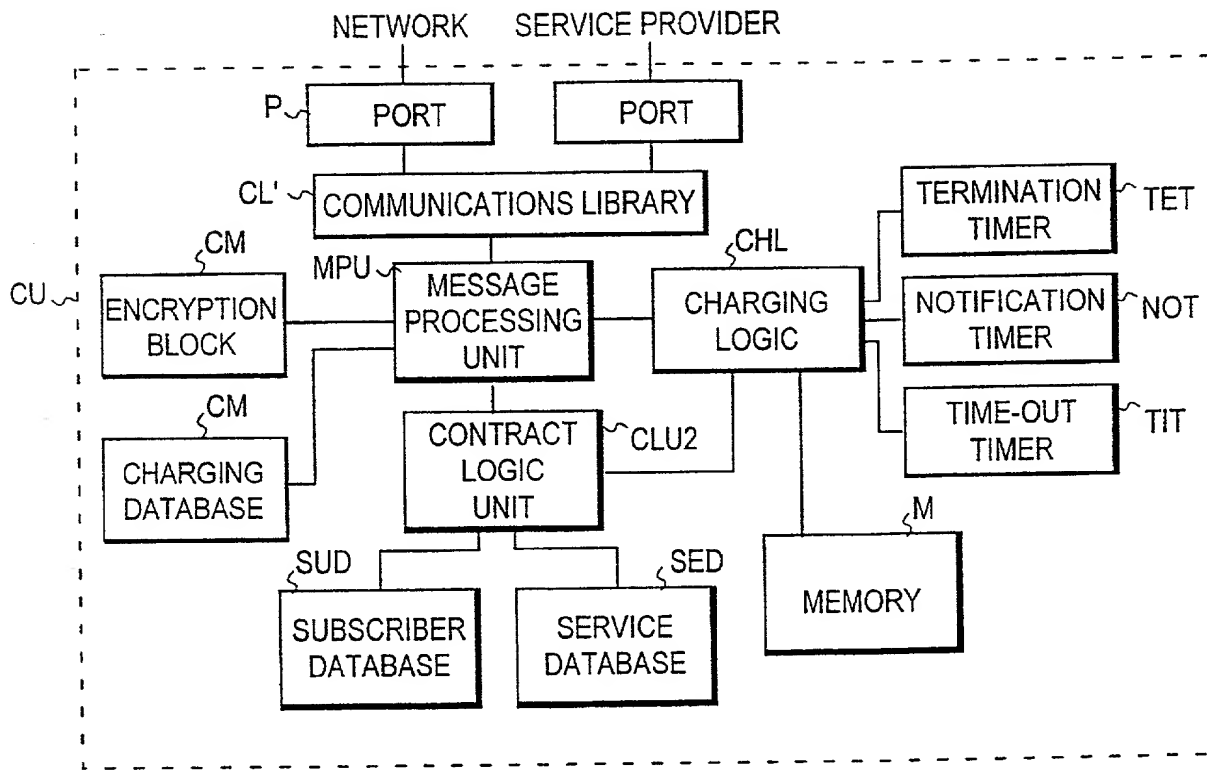 NETWORK
SERVICE PROVIDER
P
PORT
PORT
CL'
COMMUNICATIONS LIBRARY
TERMINATION
TIMER
TET
CM
MPU
CHL
CU
ENCRYPTION
BLOCK
MESSAGE
PROCESSING
UNIT
CHARGING
LOGIC
NOTIFICATION
TIMER
NOT
CM
CHARGING
DATABASE
CONTRACT
LOGIC
UNIT
CLU2
TIME-OUT
TIMER
TIT
SUD
SED
M
SUBSCRIBER
DATABASE
SERVICE
DATABASE
MEMORY